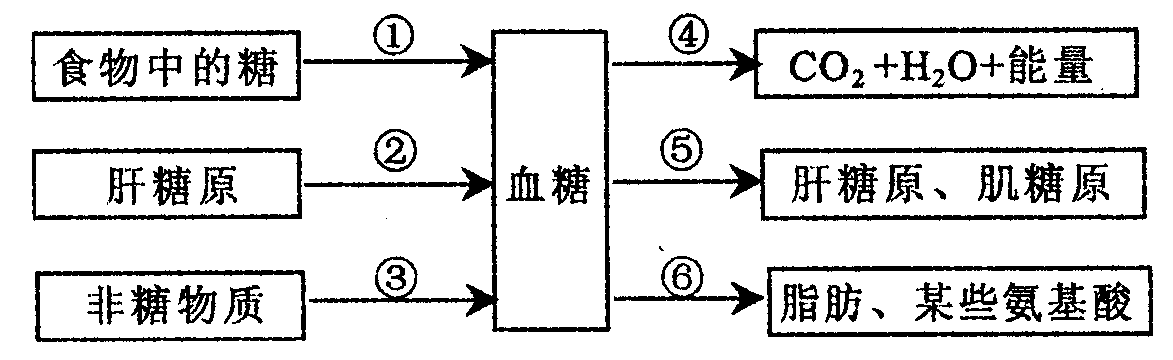 食物中的糖
①
肝糖原
②
非糖物质
③
血糖
④
CO₂+H₂O+能量
⑤
肝糖原、肌糖原
⑥
脂肪、某些氨基酸